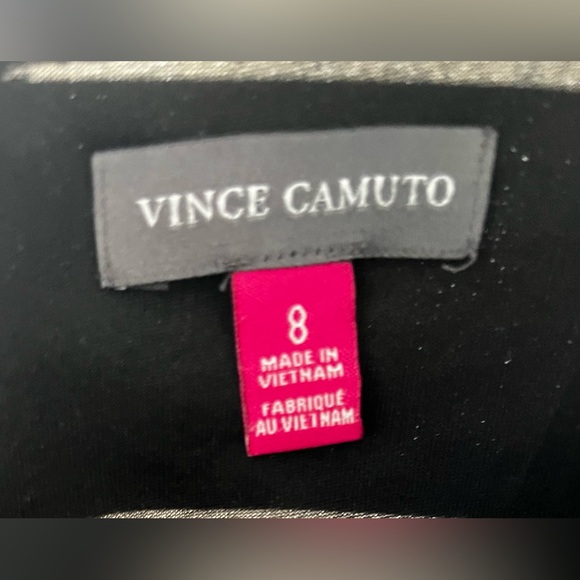 VINCE CAMUTO
8
MADE IN
VIETNAM
FABRIQUÉ
AU VIETNAM